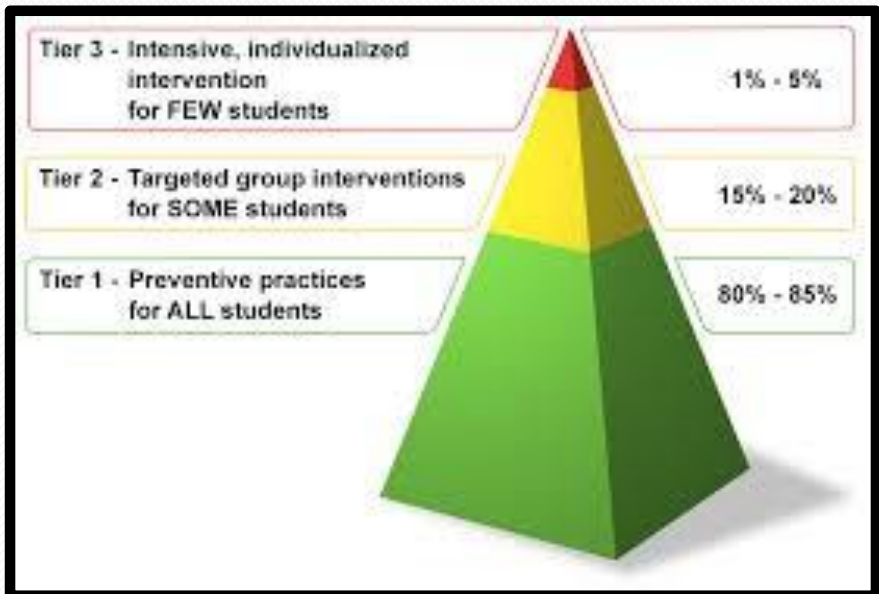 Tier 3 - Intensive, individualized
intervention
for FEW students
1% - 5%
Tier 2 - Targeted group interventions
for SOME students
15% - 20%
Tier 1 - Preventive practices
for ALL students
80% - 85%